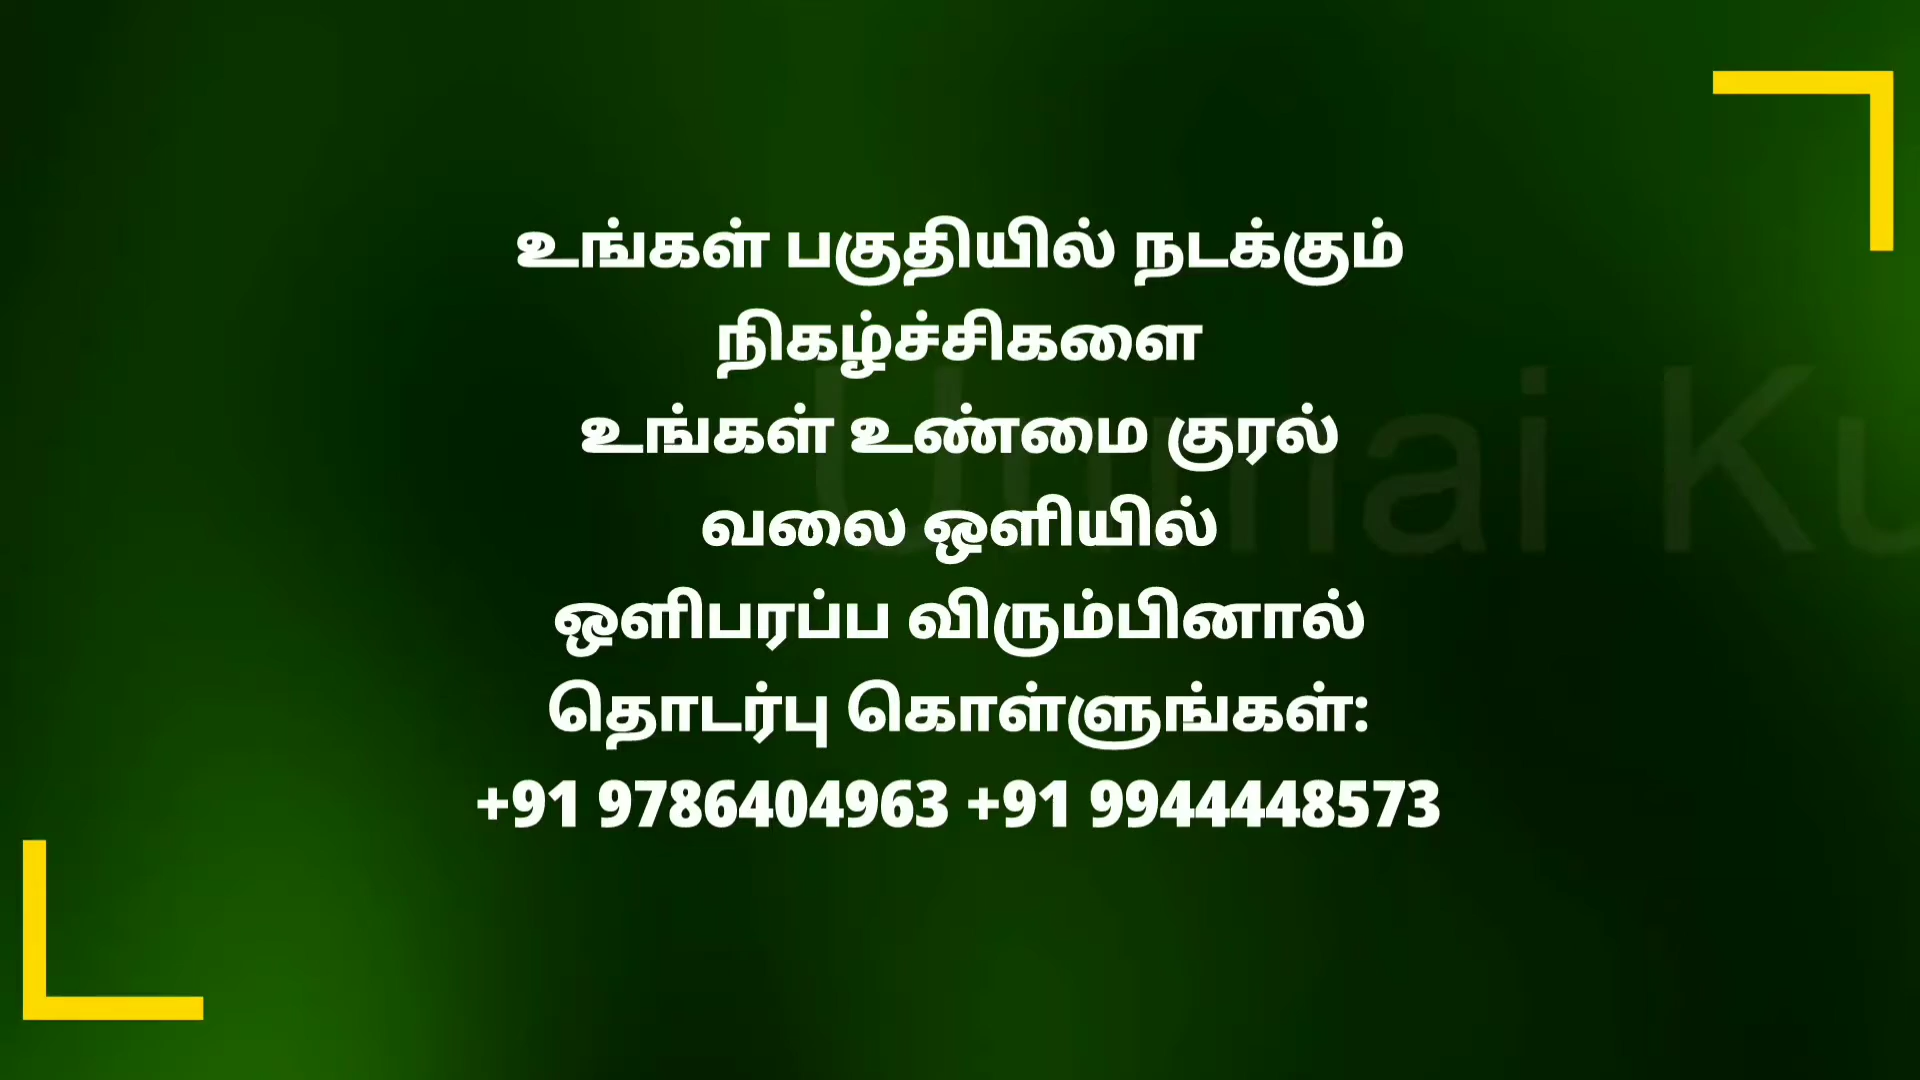 உங்கள் பகுதியில் நடக்கும்
நிகழ்ச்சிகளை
உங்கள் உண்மை குரல்
வலை ஒளியில்
ஒளிபரப்ப விரும்பினால்
தொடர்பு கொள்ளுங்கள்:
+91 9786404963 +91 9944448573